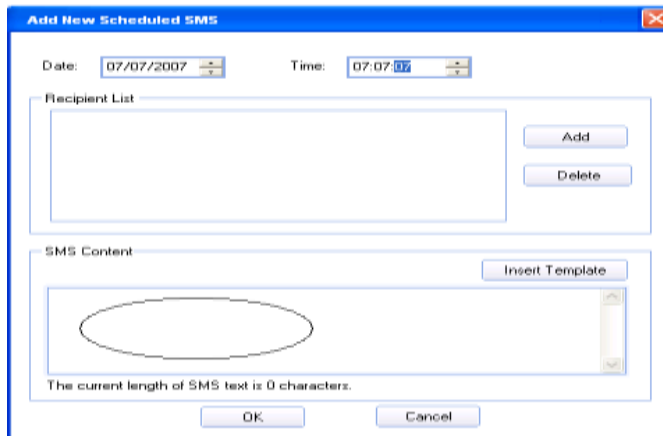 Add New Scheduled SMS
Date: 07/07/2007 Time: 07:07:07
Recipient List
Add
Delete
SMS Content
Insert Template
The current length of SMS text is 0 characters.
OK Cancel